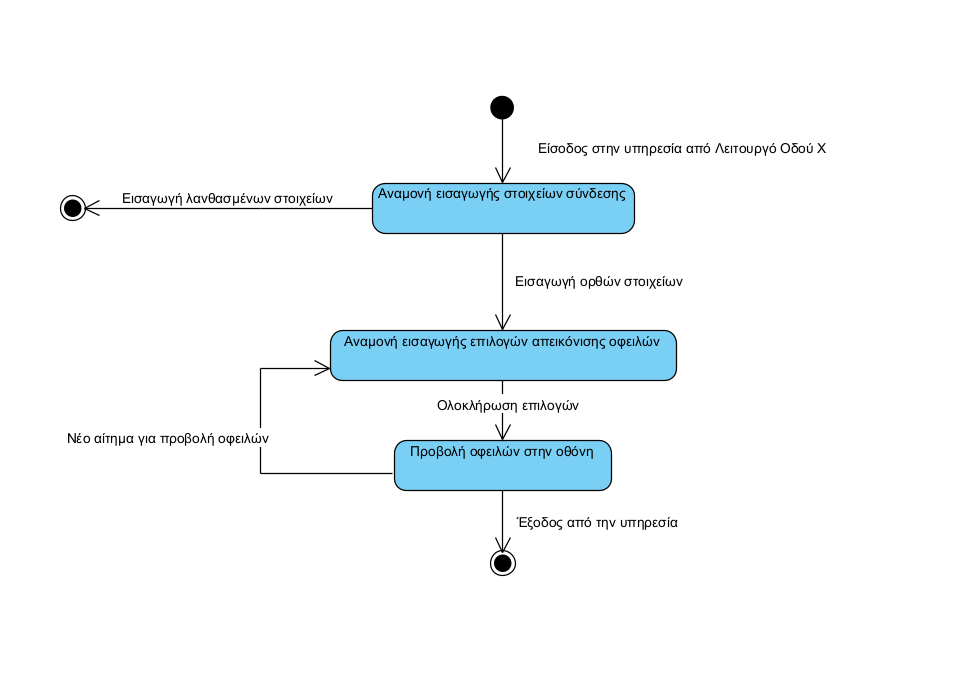 Είσοδος στην υπηρεσία από Λειτουργό Οδού Χ
Αναμονή εισαγωγής στοιχείων σύνδεσης
Εισαγωγή λανθασμένων στοιχείων
Εισαγωγή ορθών στοιχείων
Αναμονή εισαγωγής επιλογών απεικόνισης οφειλών
Ολοκλήρωση επιλογών
Νέο αίτημα για προβολή οφειλών
Προβολή οφειλών στην οθόνη
Έξοδος από την υπηρεσία